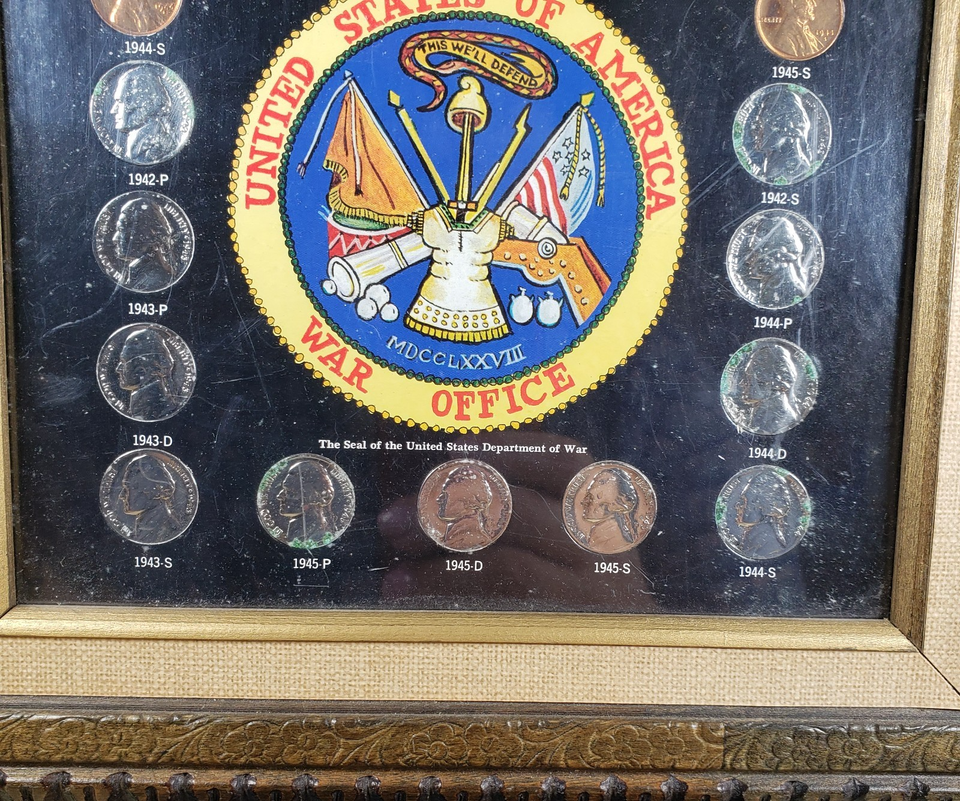 UNITED STATES OF AMERICA
THIS WE'LL DEFEND
MDCCLXXVIII
WAR OFFICE
The Seal of the United States Department of War
1944-S
1942-P
1943-P
1943-D
1943-S
1945-P
1945-D
1945-S
1944-S
1944-D
1944-P
1942-S
1945-S